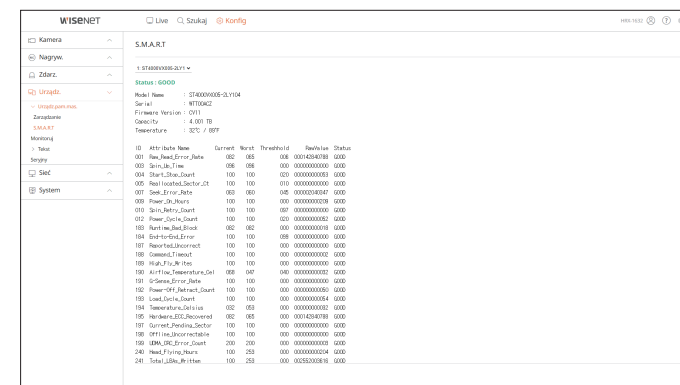 WISENET
Live Szukaj Konfig
Kamera
Nagryw.
Zdarz.
Urządz.
Urządz.pam.mas.
Zarządzanie
S.M.A.R.T
Monitoruj
Tekst
Seryjny
Sieć
System
S.M.A.R.T
1: ST4000VX005-2LY1
Status : GOOD
Model Name : ST4000VX005-2LY104
Serial :
Firmware Version : CV11
Capacity : 4.001 TB
Temperature : 32℃ / 89℉
ID Attribute Name Current Worst Threshhold RawValue Status
001 Raw_Read_Error_Rate 082 065 006 000142840798 GOOD
003 Spin_Up_Time 096 096 000 000000000000 GOOD
004 Start_Stop_Count 100 100 020 000000000053 GOOD
005 Reallocated_Sector_Ct 100 100 010 000000000000 GOOD
007 Seek_Error_Rate 063 060 045 000002040347 GOOD
009 Power_On_Hours 100 100 000 000000000209 GOOD
010 Spin_Retry_Count 100 100 097 000000000000 GOOD
012 Power_Cycle_Count 100 100 020 000000000052 GOOD
183 Runtime_Bad_Block 082 082 000 000000000018 GOOD
184 End-to-End_Error 100 100 099 000000000000 GOOD
187 Reported_Uncorrect 100 100 000 000000000000 GOOD
188 Command_Timeout 100 100 000 000000000002 GOOD
189 High_Fly_Writes 100 100 000 000000000000 GOOD
190 Airflow_Temperature_Cel 068 047 040 000000000032 GOOD
191 G-Sense_Error_Rate 100 100 000 000000000000 GOOD
192 Power-Off_Retract_Count 100 100 000 000000000050 GOOD
193 Load_Cycle_Count 100 100 000 000000000054 GOOD
194 Temperature_Celsius 032 053 000 000000000032 GOOD
195 Hardware_ECC_Recovered 082 065 000 000142840798 GOOD
197 Current_Pending_Sector 100 100 000 000000000000 GOOD
198 Offline_Uncorrectable 100 100 000 000000000000 GOOD
199 UDMA_CRC_Error_Count 200 200 000 000000000003 GOOD
240 Head_Flying_Hours 100 253 000 000000000204 GOOD
241 Total_LBAs_Written 100 253 000 002552003616 GOOD